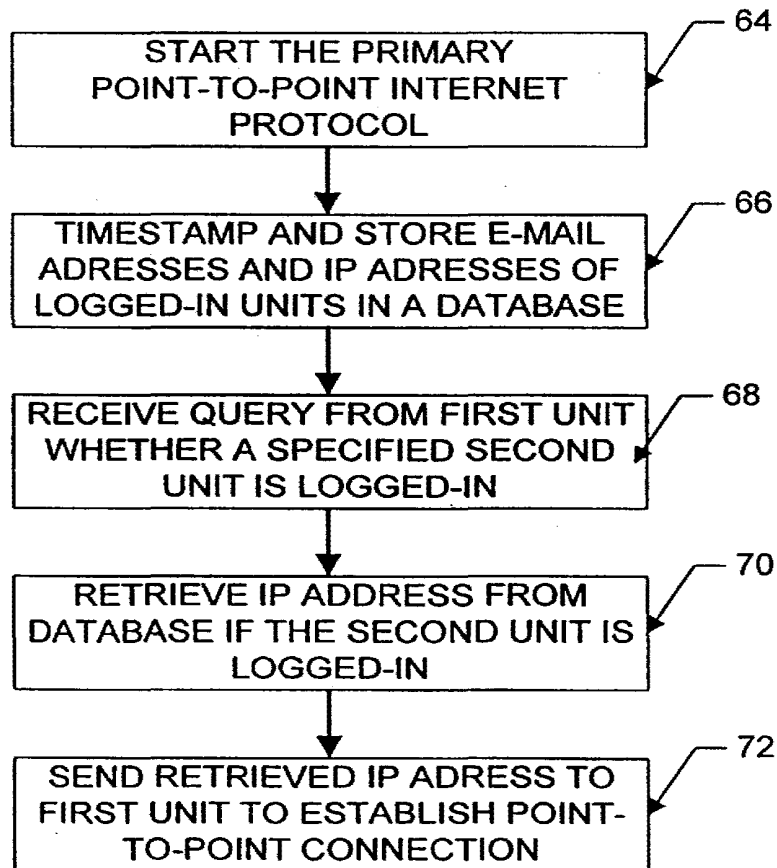 64
START THE PRIMARY
POINT-TO-POINT INTERNET
PROTOCOL
66
TIMESTAMP AND STORE E-MAIL
ADRESSES AND IP ADRESSES OF
LOGGED-IN UNITS IN A DATABASE
68
RECEIVE QUERY FROM FIRST UNIT
WHETHER A SPECIFIED SECOND
UNIT IS LOGGED-IN
70
RETRIEVE IP ADDRESS FROM
DATABASE IF THE SECOND UNIT IS
LOGGED-IN
72
SEND RETRIEVED IP ADRESS TO
FIRST UNIT TO ESTABLISH POINT-
TO-POINT CONNECTION